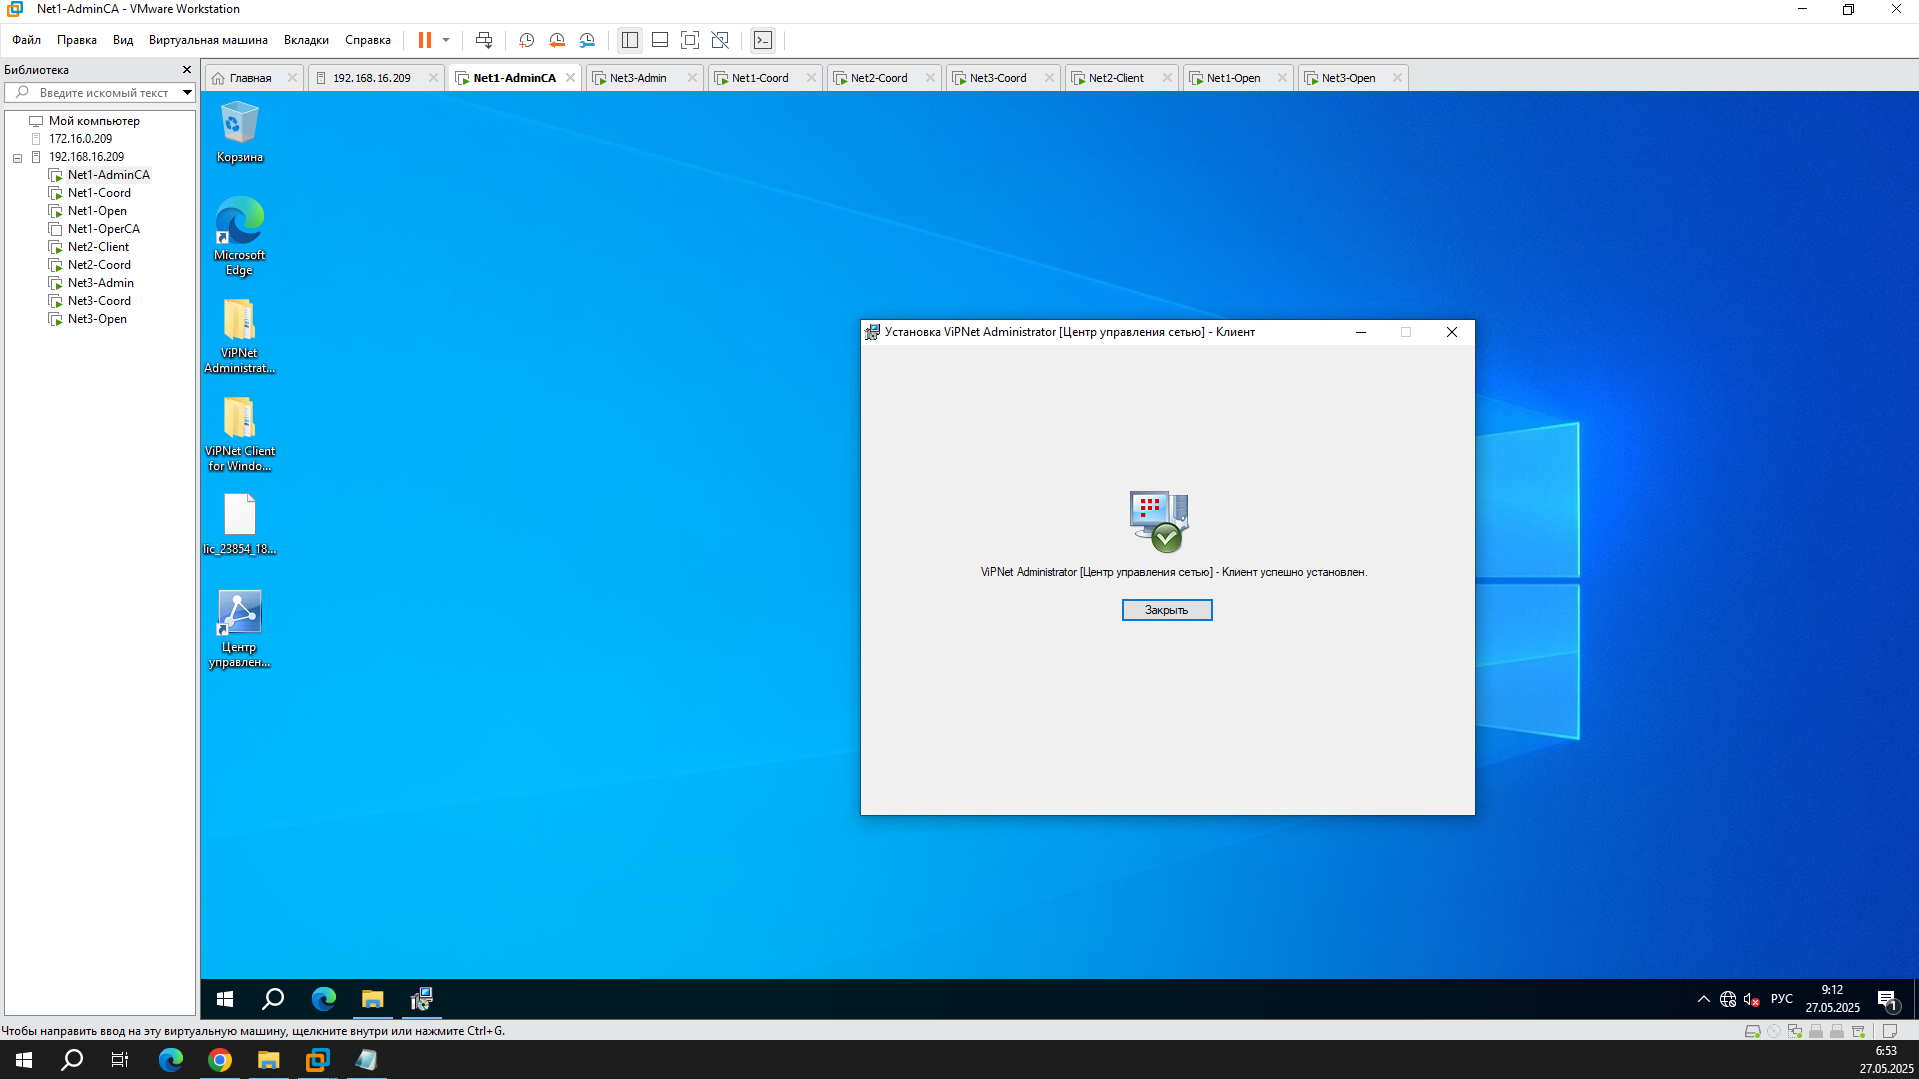 Net1-AdminCA - VMware Workstation
Файл Правка Вид Виртуальная машина Вкладки Справка
Библиотека
Введите искомый текст
Мой компьютер
172.16.0.209
192.168.16.209
Net1-AdminCA
Net1-Coord
Net1-Open
Net1-OperCA
Net2-Client
Net2-Coord
Net3-Admin
Net3-Coord
Net3-Open
Главная 192.168.16.209 Net1-AdminCA Net3-Admin Net1-Coord Net2-Coord Net3-Coord Net2-Client Net1-Open Net3-Open
Корзина
Microsoft
Edge
ViPNet
Administrat...
ViPNet Client
for Windo...
lic_23854_18...
Центр
управлен...
Установка ViPNet Administrator [Центр управления сетью] - Клиент
ViPNet Administrator [Центр управления сетью] - Клиент успешно установлен.
Закрыть
РУС
9:12
27.05.2025
1
Чтобы направить ввод на эту виртуальную машину, щелкните внутри или нажмите Ctrl+G.
6:53
27.05.2025